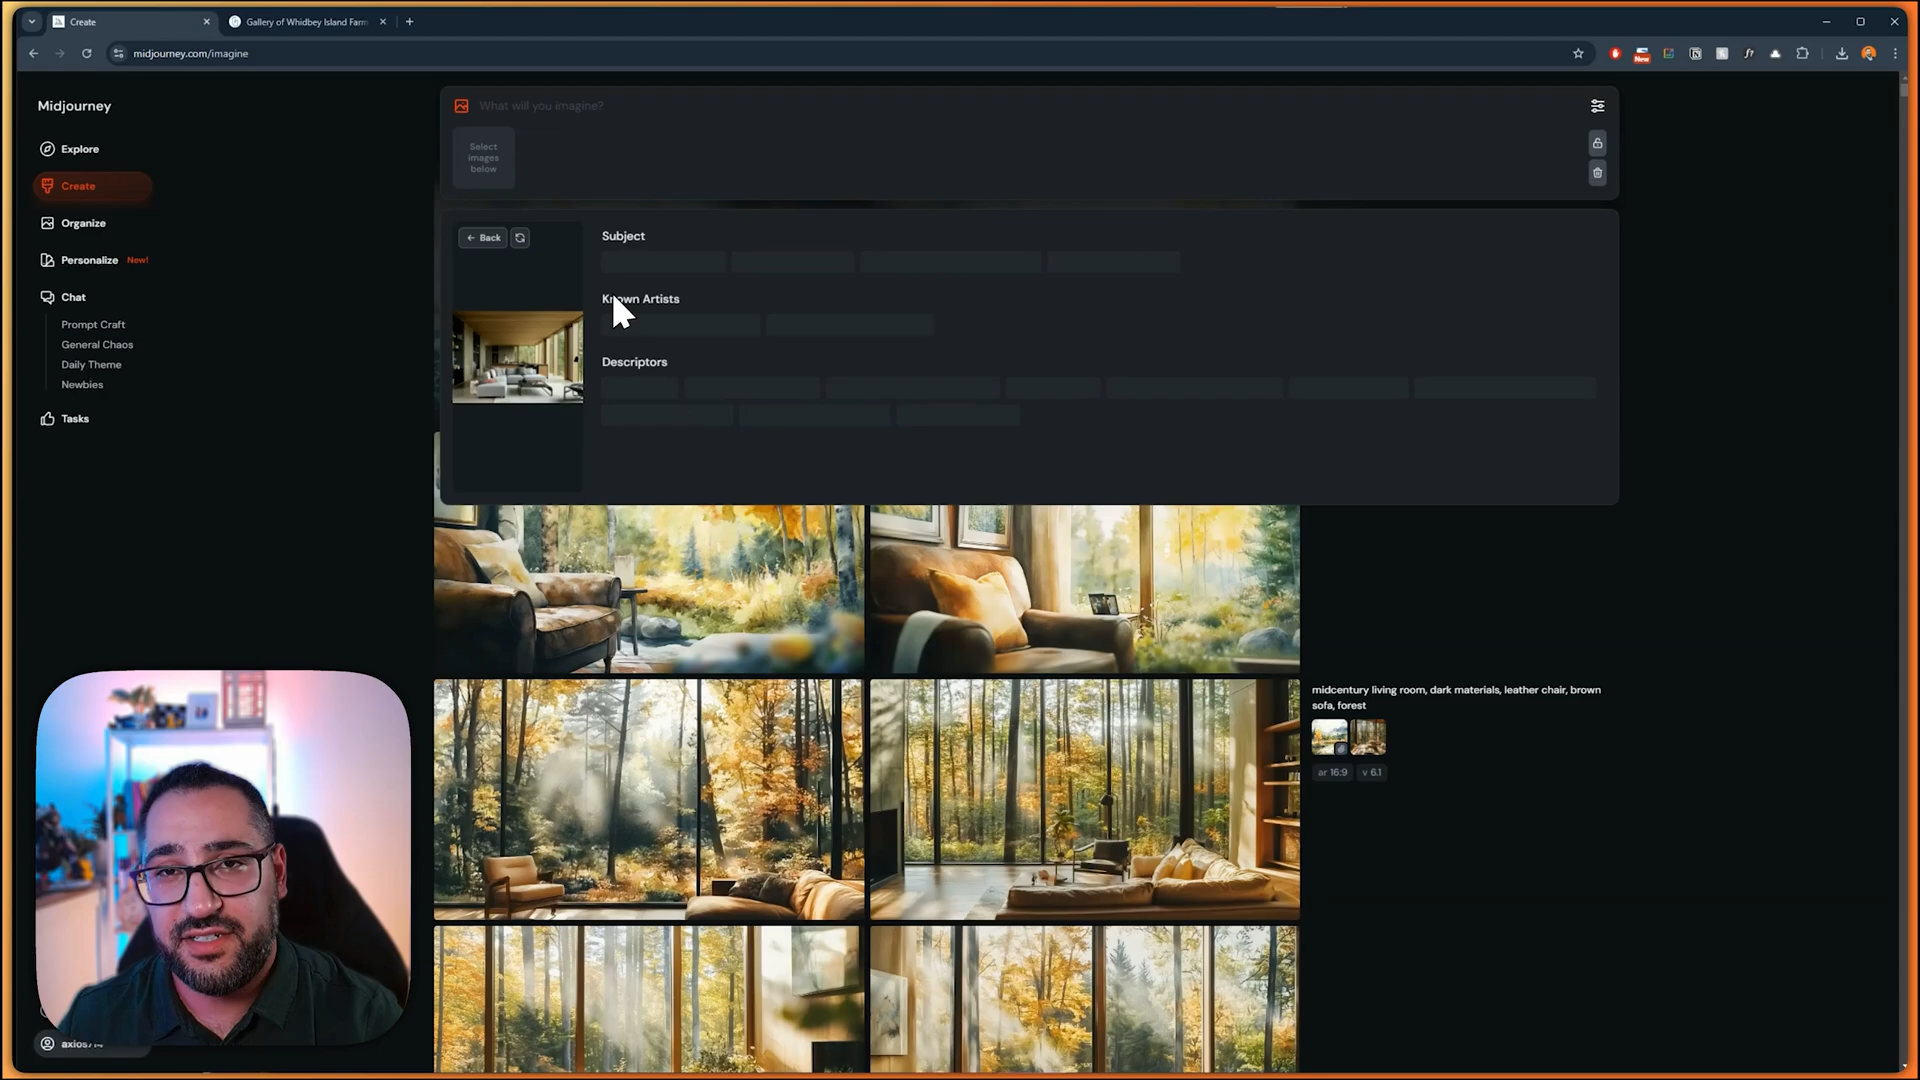 Create
Gallery of Whidbey Island Farm
midjourney.com/imagine
New
Midjourney
Explore
Create
Organize
Personalize New!
Chat
Prompt Craft
General Chaos
Daily Theme
Newbies
Tasks
What will you imagine?
Select
images
below
Back
Subject
Known Artists
Descriptors
midcentury living room, dark materials, leather chair, brown
sofa, forest
ar 16:9 v 6.1